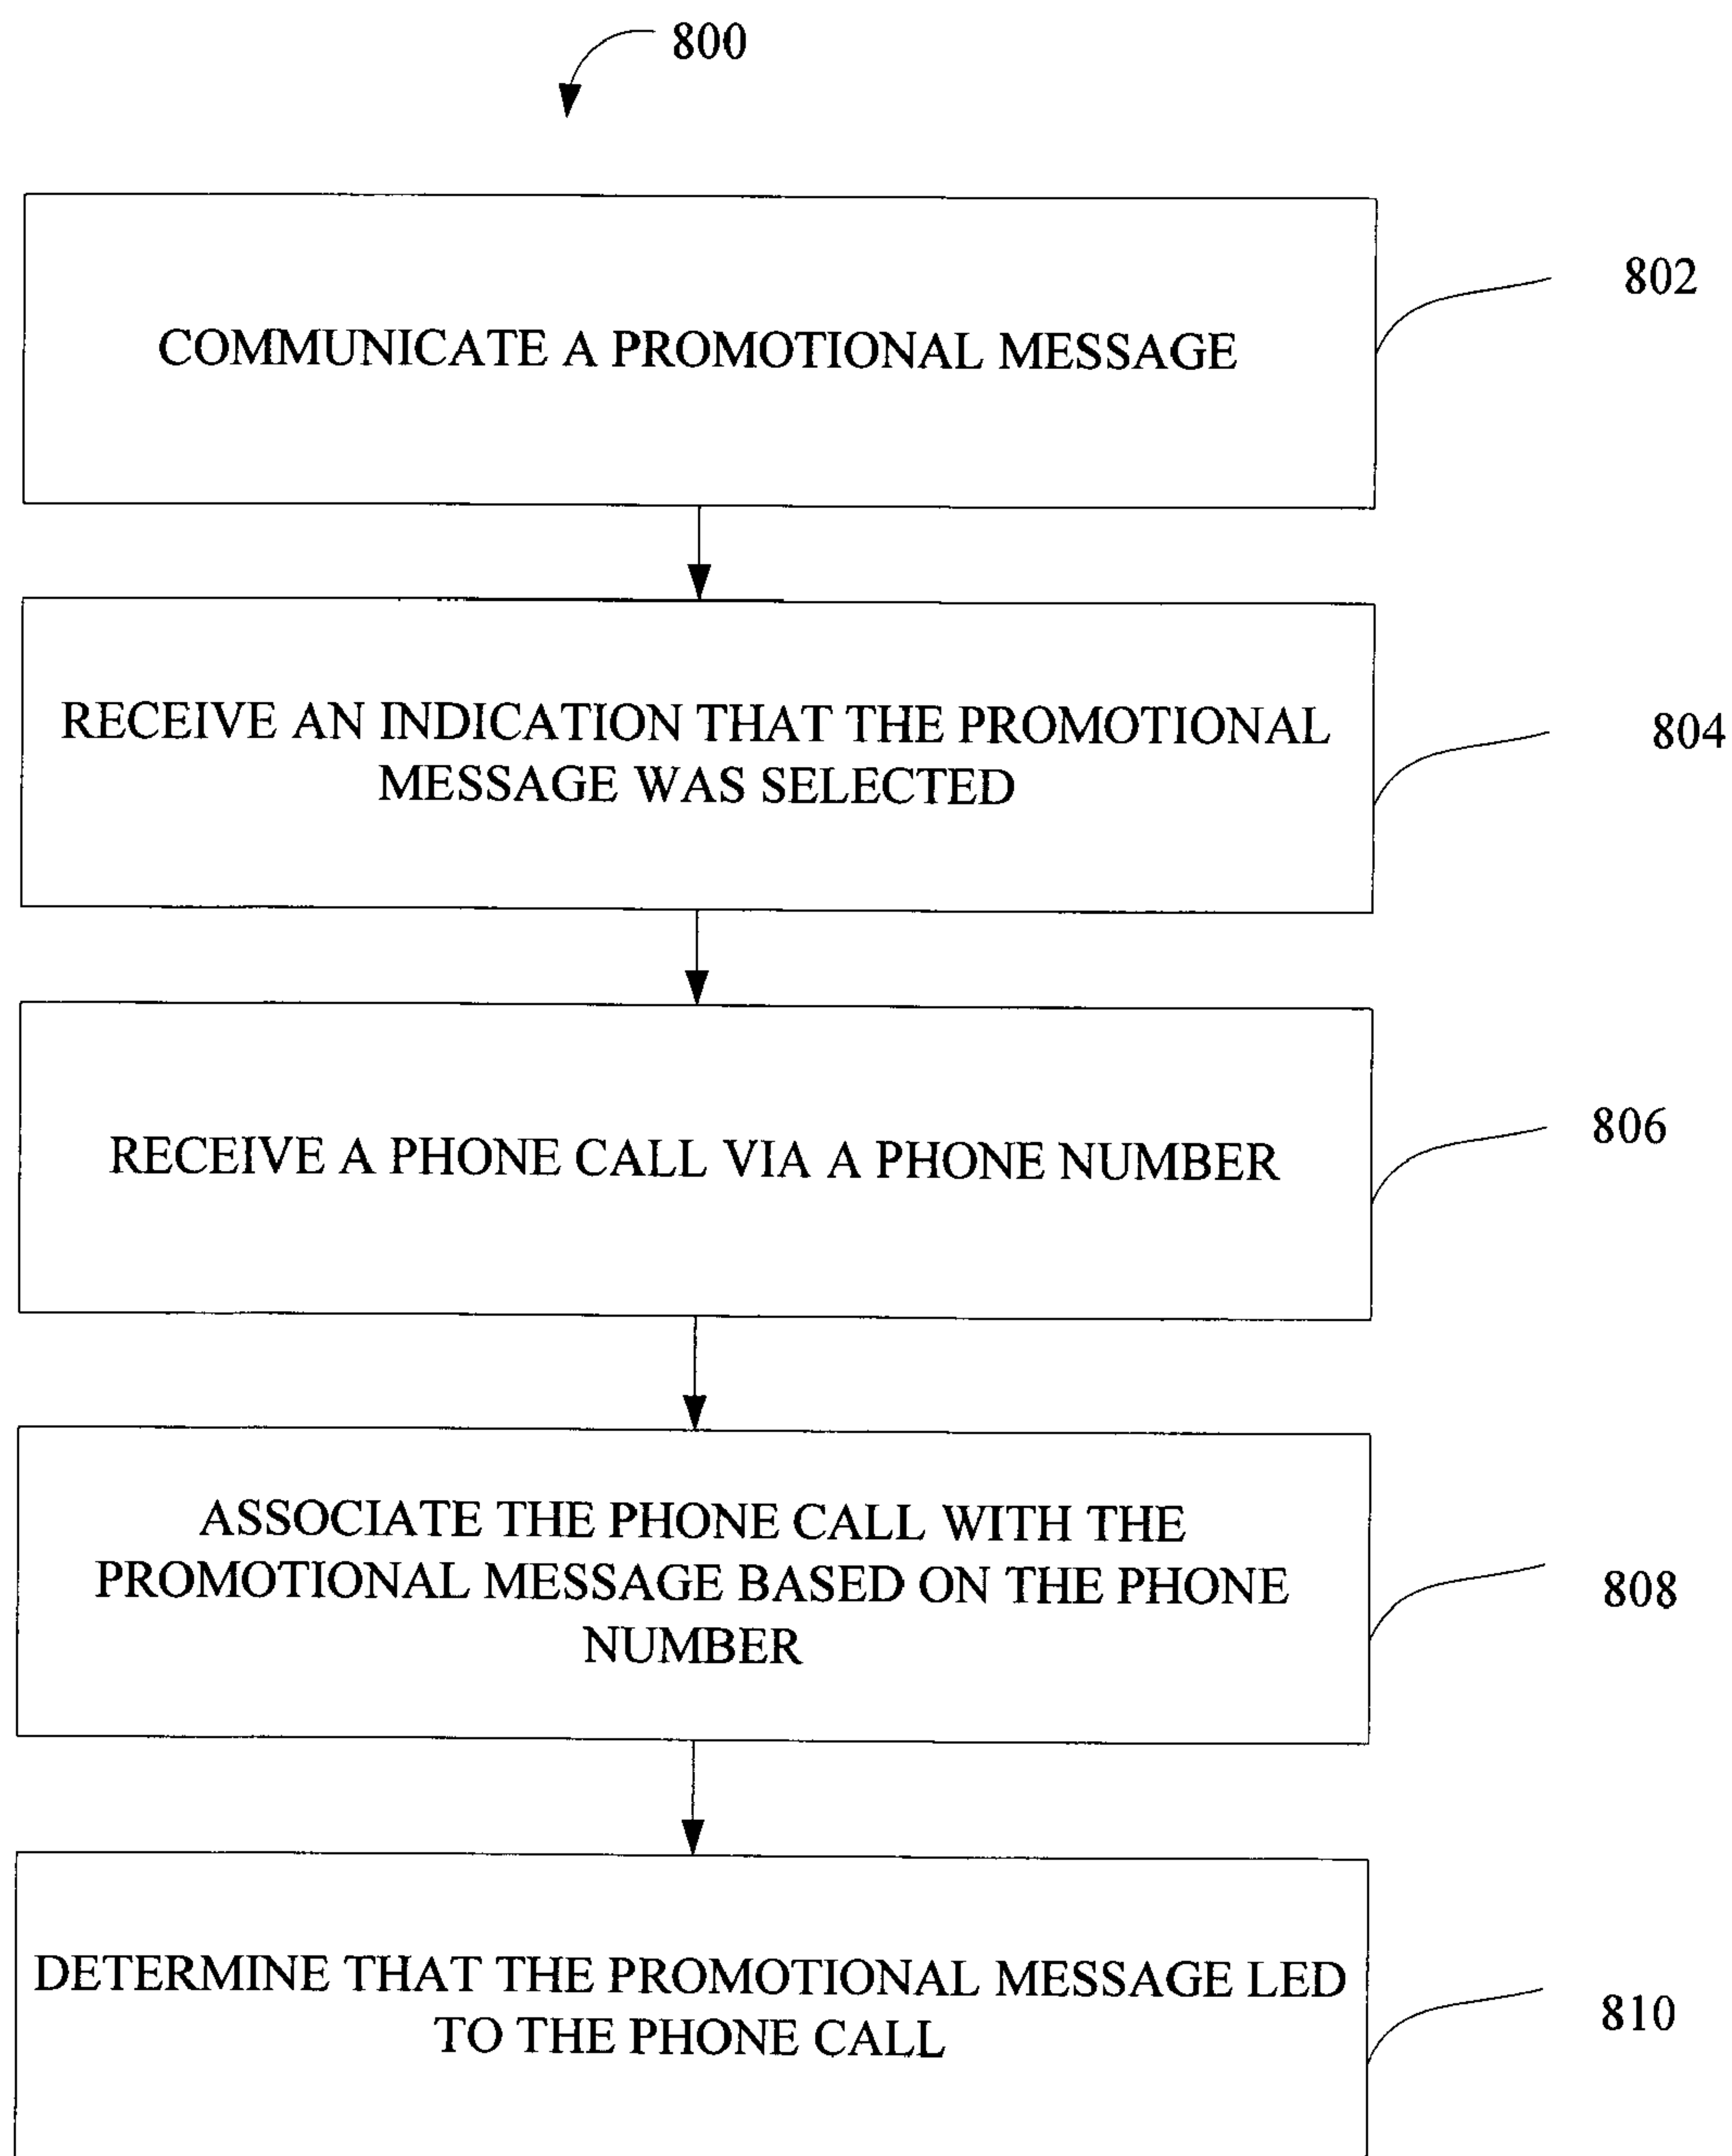 800
COMMUNICATE A PROMOTIONAL MESSAGE
802
RECEIVE AN INDICATION THAT THE PROMOTIONAL
MESSAGE WAS SELECTED
804
RECEIVE A PHONE CALL VIA A PHONE NUMBER
806
ASSOCIATE THE PHONE CALL WITH THE
PROMOTIONAL MESSAGE BASED ON THE PHONE
NUMBER
808
DETERMINE THAT THE PROMOTIONAL MESSAGE LED
TO THE PHONE CALL
810